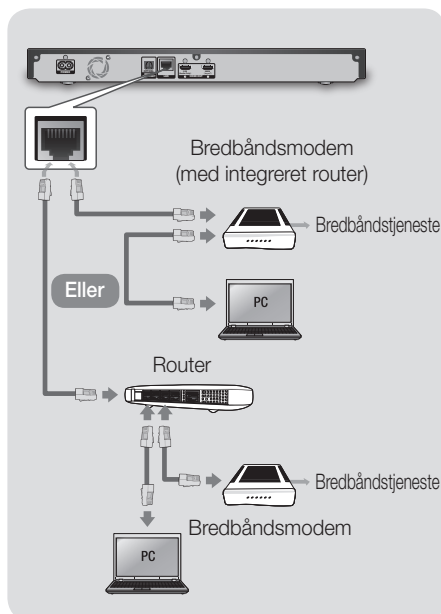 Bredbåndsmodem
(med integreret router)
Bredbåndstjeneste
Eller
PC
Router
Bredbåndstjeneste
Bredbåndsmodem
PC